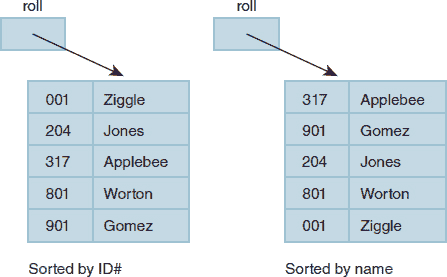 roll
001 Ziggle
204 Jones
317 Applebee
801 Worton
901 Gomez
Sorted by ID#
roll
317 Applebee
901 Gomez
204 Jones
801 Worton
001 Ziggle
Sorted by name